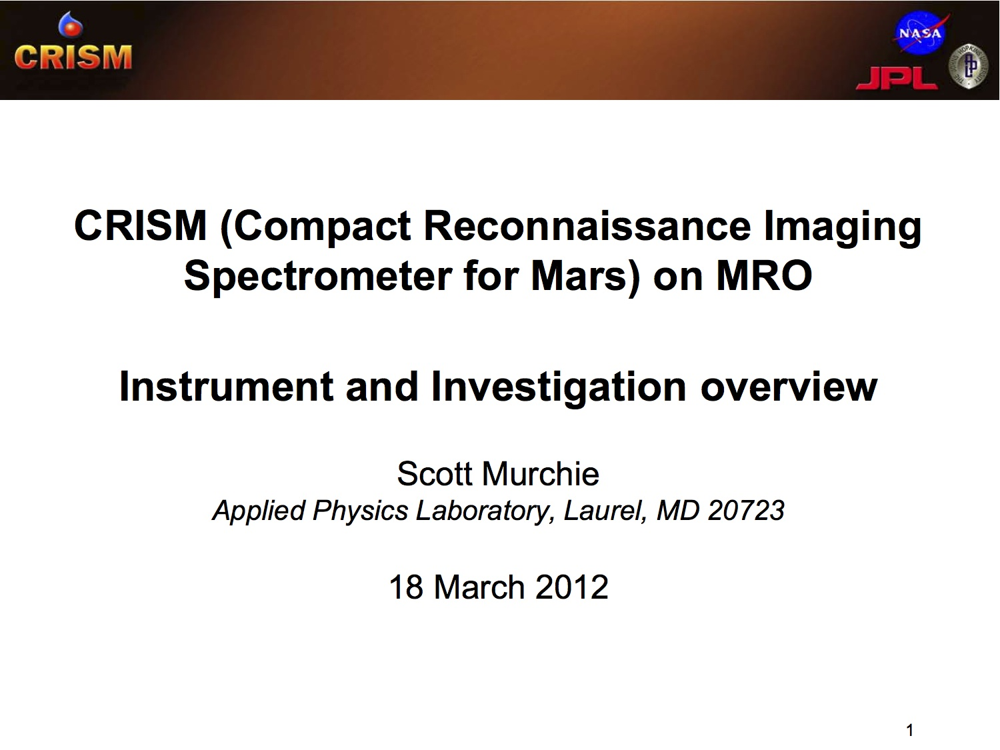 CRISM
NASA
JPL
CRISM (Compact Reconnaissance Imaging
Spectrometer for Mars) on MRO
Instrument and Investigation overview
Scott Murchie
Applied Physics Laboratory, Laurel, MD 20723
18 March 2012
1